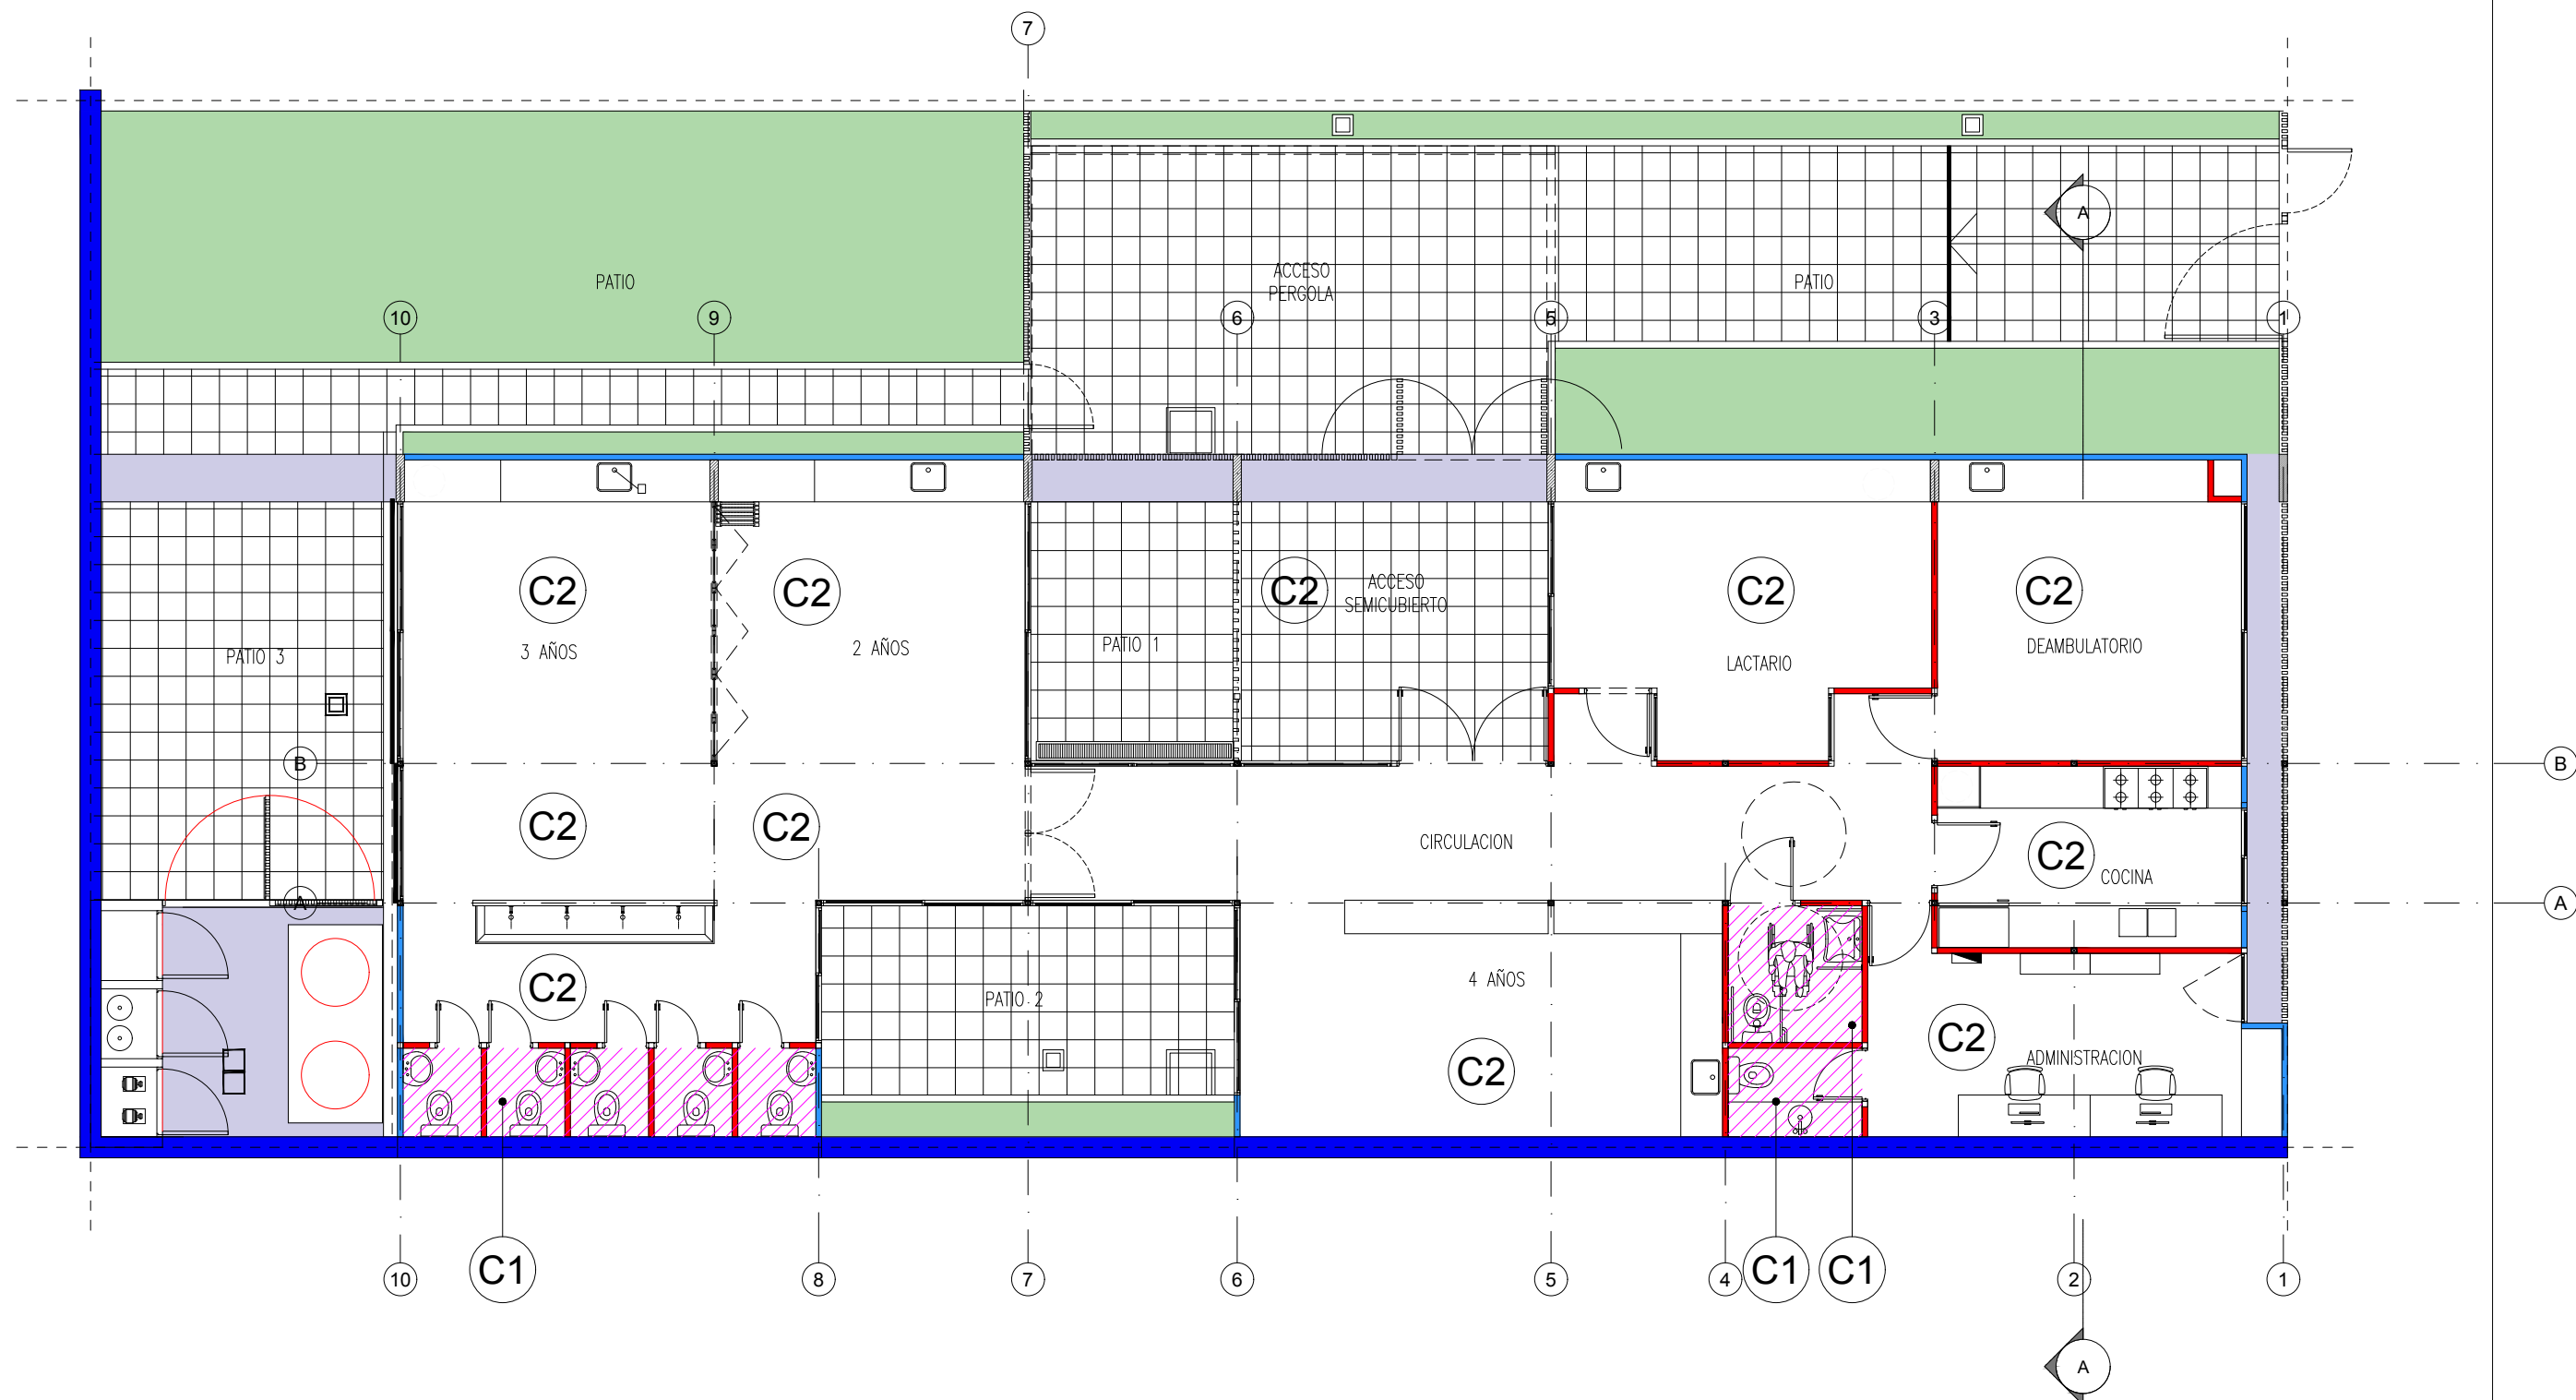 7
A
PATIO
ACCESO
PERGOLA
PATIO
10
9
6
5
3
1
C2
C2
C2
ACCESO
SEMICUBIERTO
C2
C2
3 AÑOS
2 AÑOS
PATIO 1
LACTARIO
DEAMBULATORIO
PATIO 3
B
B
C2
C2
CIRCULACION
C2
COCINA
A
A
C2
PATIO 2
4 AÑOS
C2
C2
ADMINISTRACION
C1
C1
C1
10
8
7
6
5
4
2
1
A